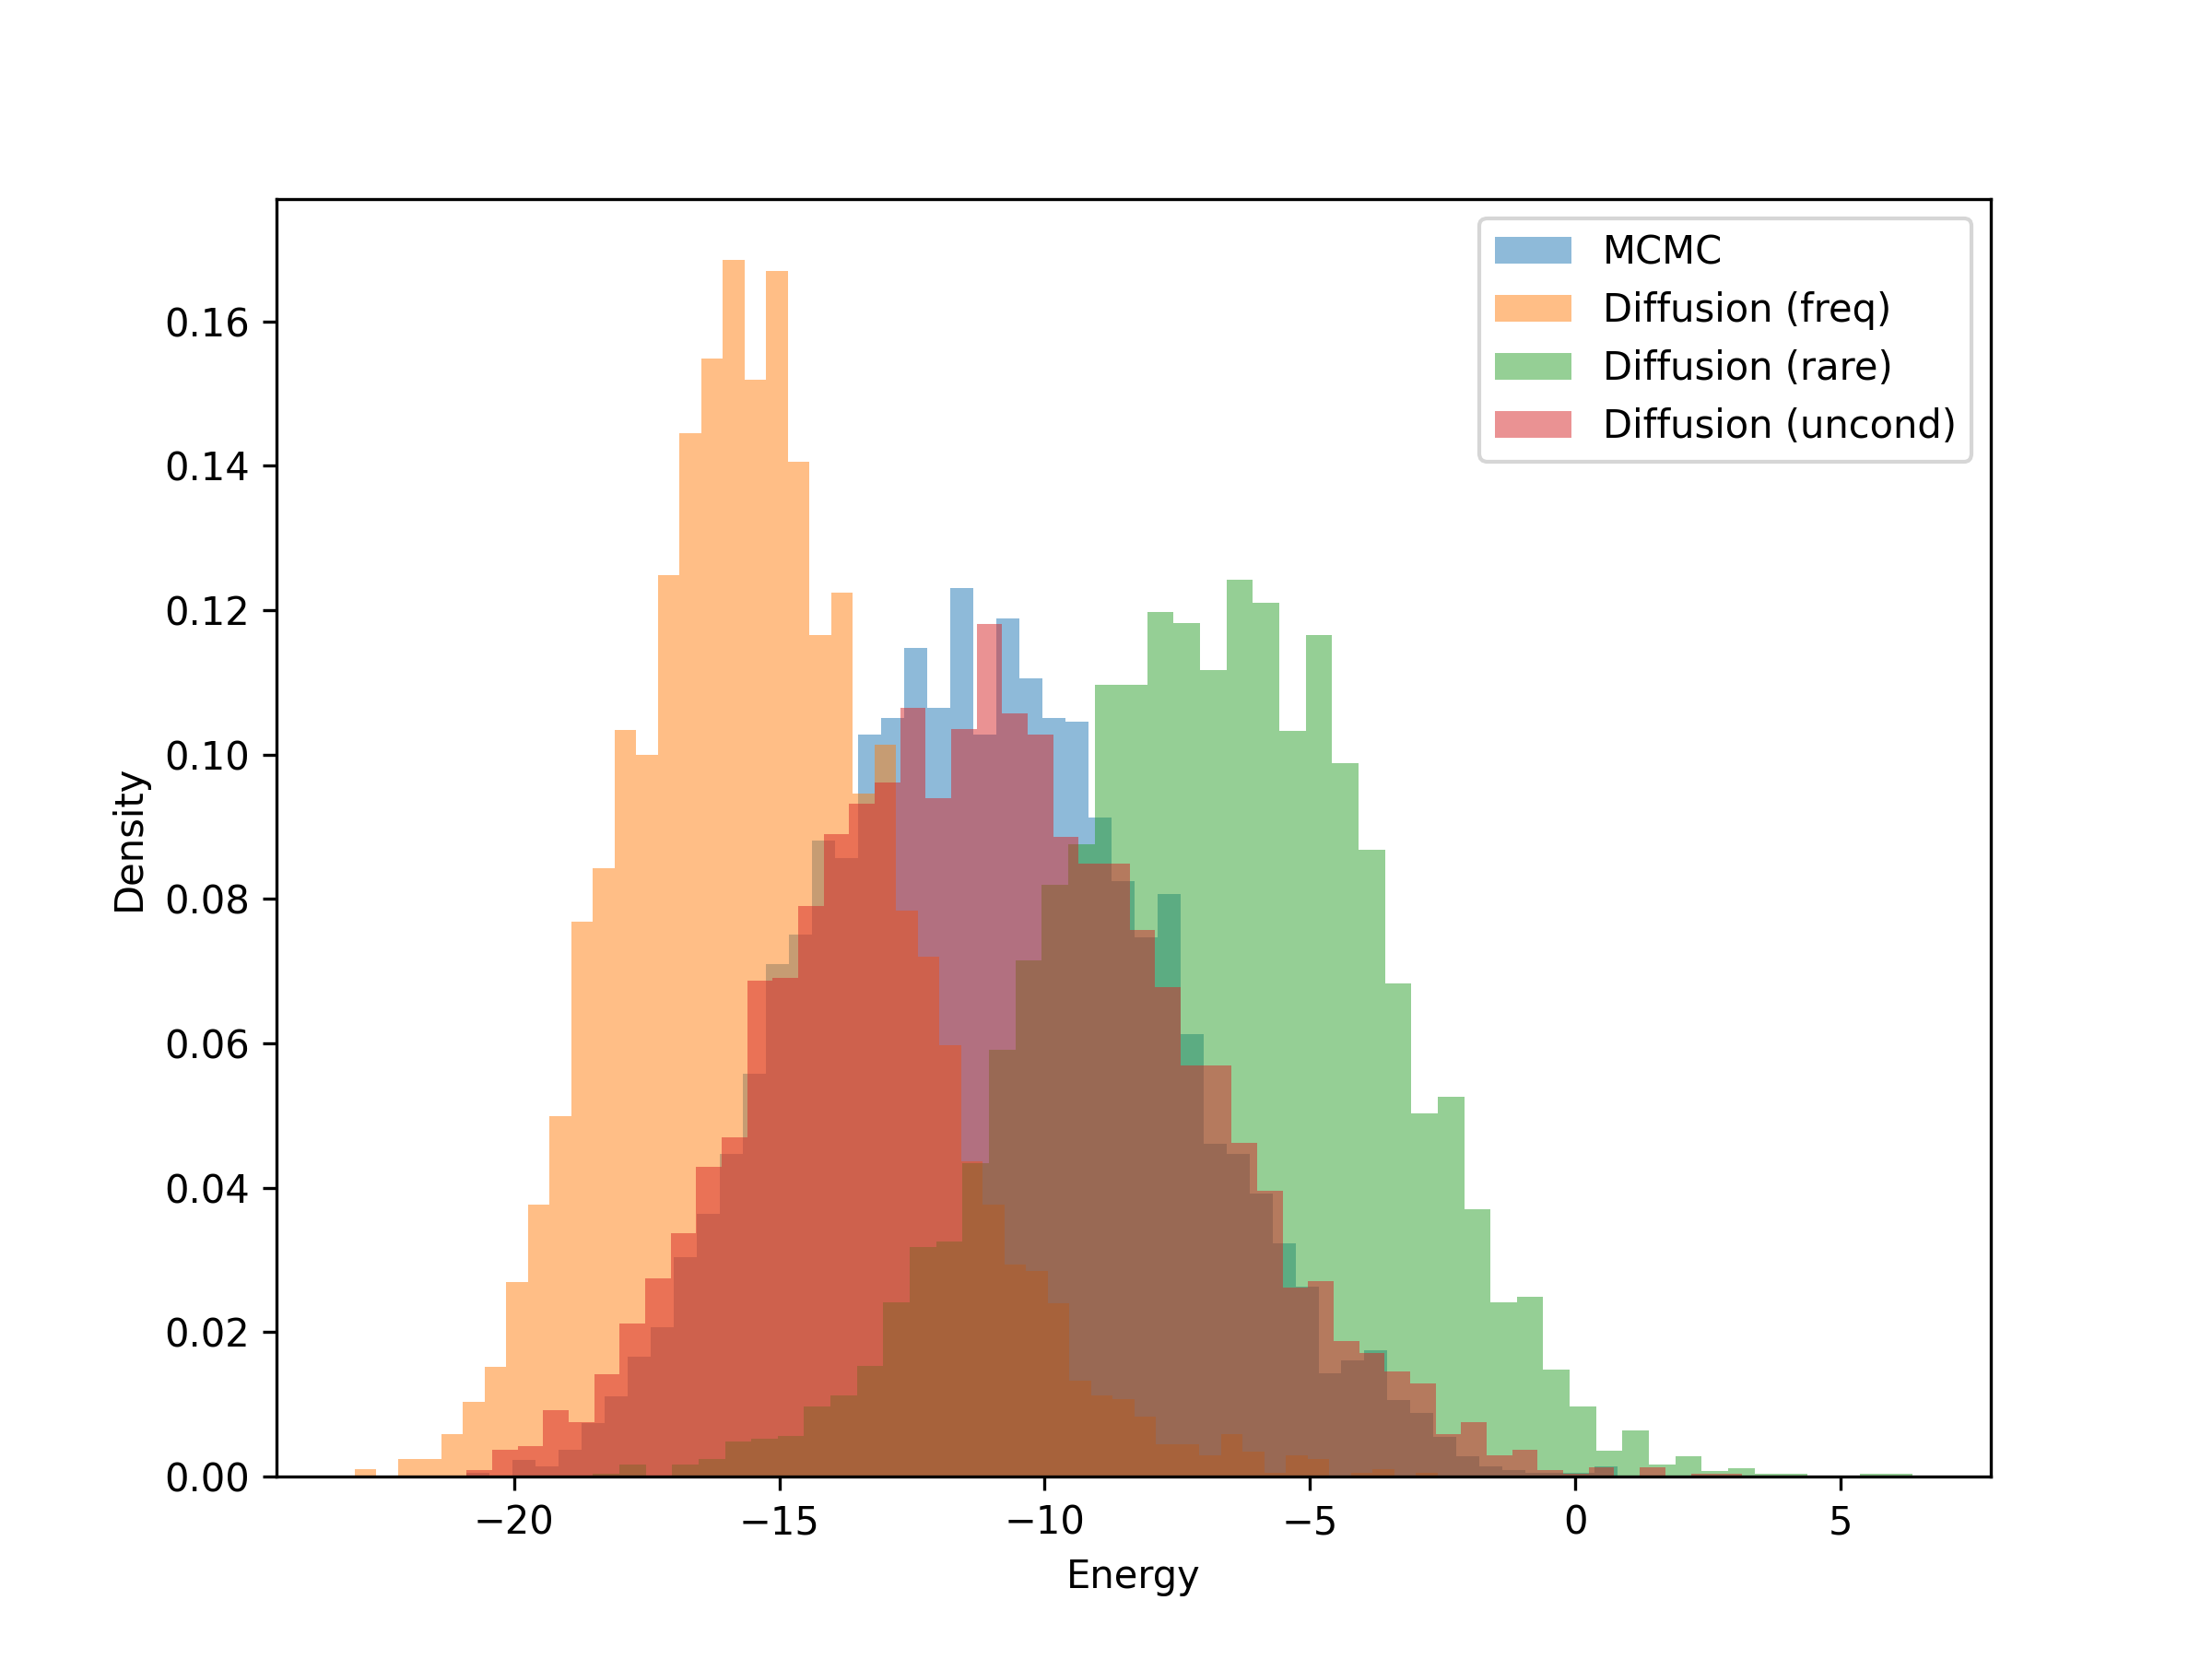 MCMC
Diffusion (freq)
Diffusion (rare)
Diffusion (uncond)
0.16
0.14
0.12
0.10
0.08
0.06
0.04
0.02
0.00
Density
−20 −15 −10 −5 0 5
Energy